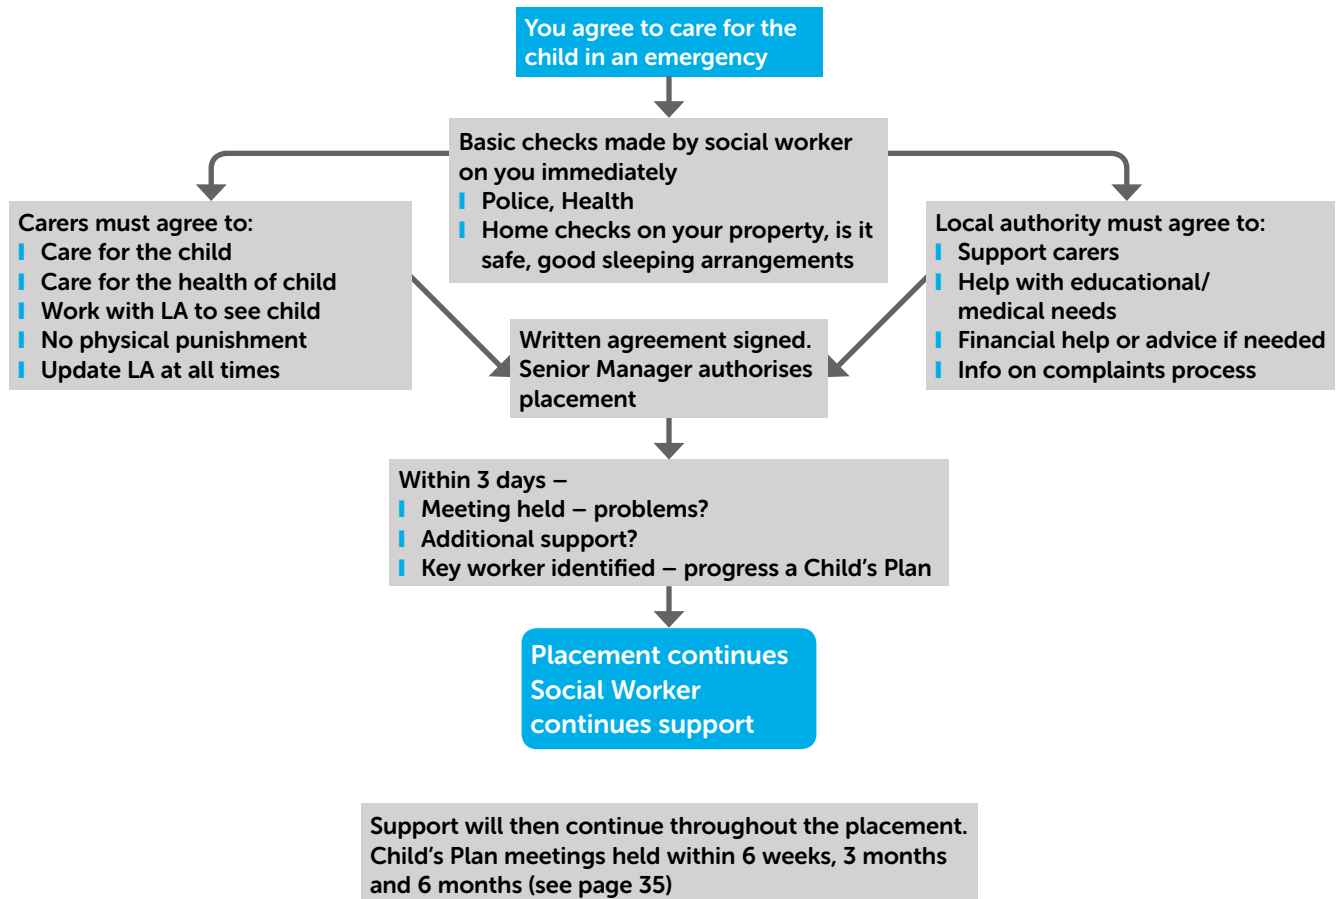 You agree to care for the
child in an emergency
Basic checks made by social worker
on you immediately
Police, Health
Home checks on your property, is it
safe, good sleeping arrangements
Carers must agree to:
Care for the child
Care for the health of child
Work with LA to see child
No physical punishment
Update LA at all times
Local authority must agree to:
Support carers
Help with educational/
medical needs
Financial help or advice if needed
Info on complaints process
Written agreement signed.
Senior Manager authorises
placement
Within 3 days –
Meeting held – problems?
Additional support?
Key worker identified – progress a Child’s Plan
Placement continues
Social Worker
continues support
Support will then continue throughout the placement.
Child’s Plan meetings held within 6 weeks, 3 months
and 6 months (see page 35)